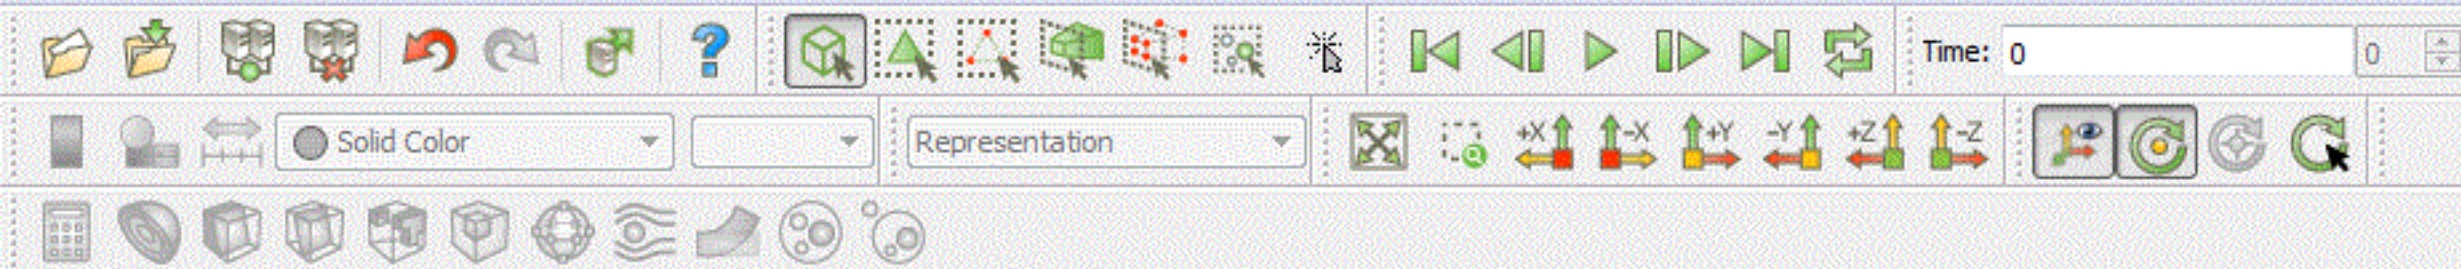 ? Time: 0 0
Solid Color Representation +X -X +Y -Y +Z -Z